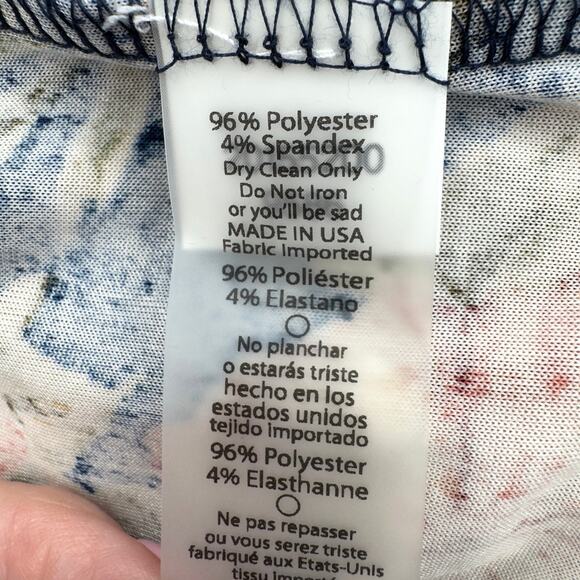 96% Polyester
4% Spandex
Dry Clean Only
Do Not Iron
or you'll be sad
MADE IN USA
Fabric Imported
96% Poliéster
4% Elastano
No planchar
o estarás triste
hecho en los
estados unidos
tejido importado
96% Polyester
4% Elasthanne
Ne pas repasser
ou vous serez triste
fabriqué aux Etats-Unis
tissu importé